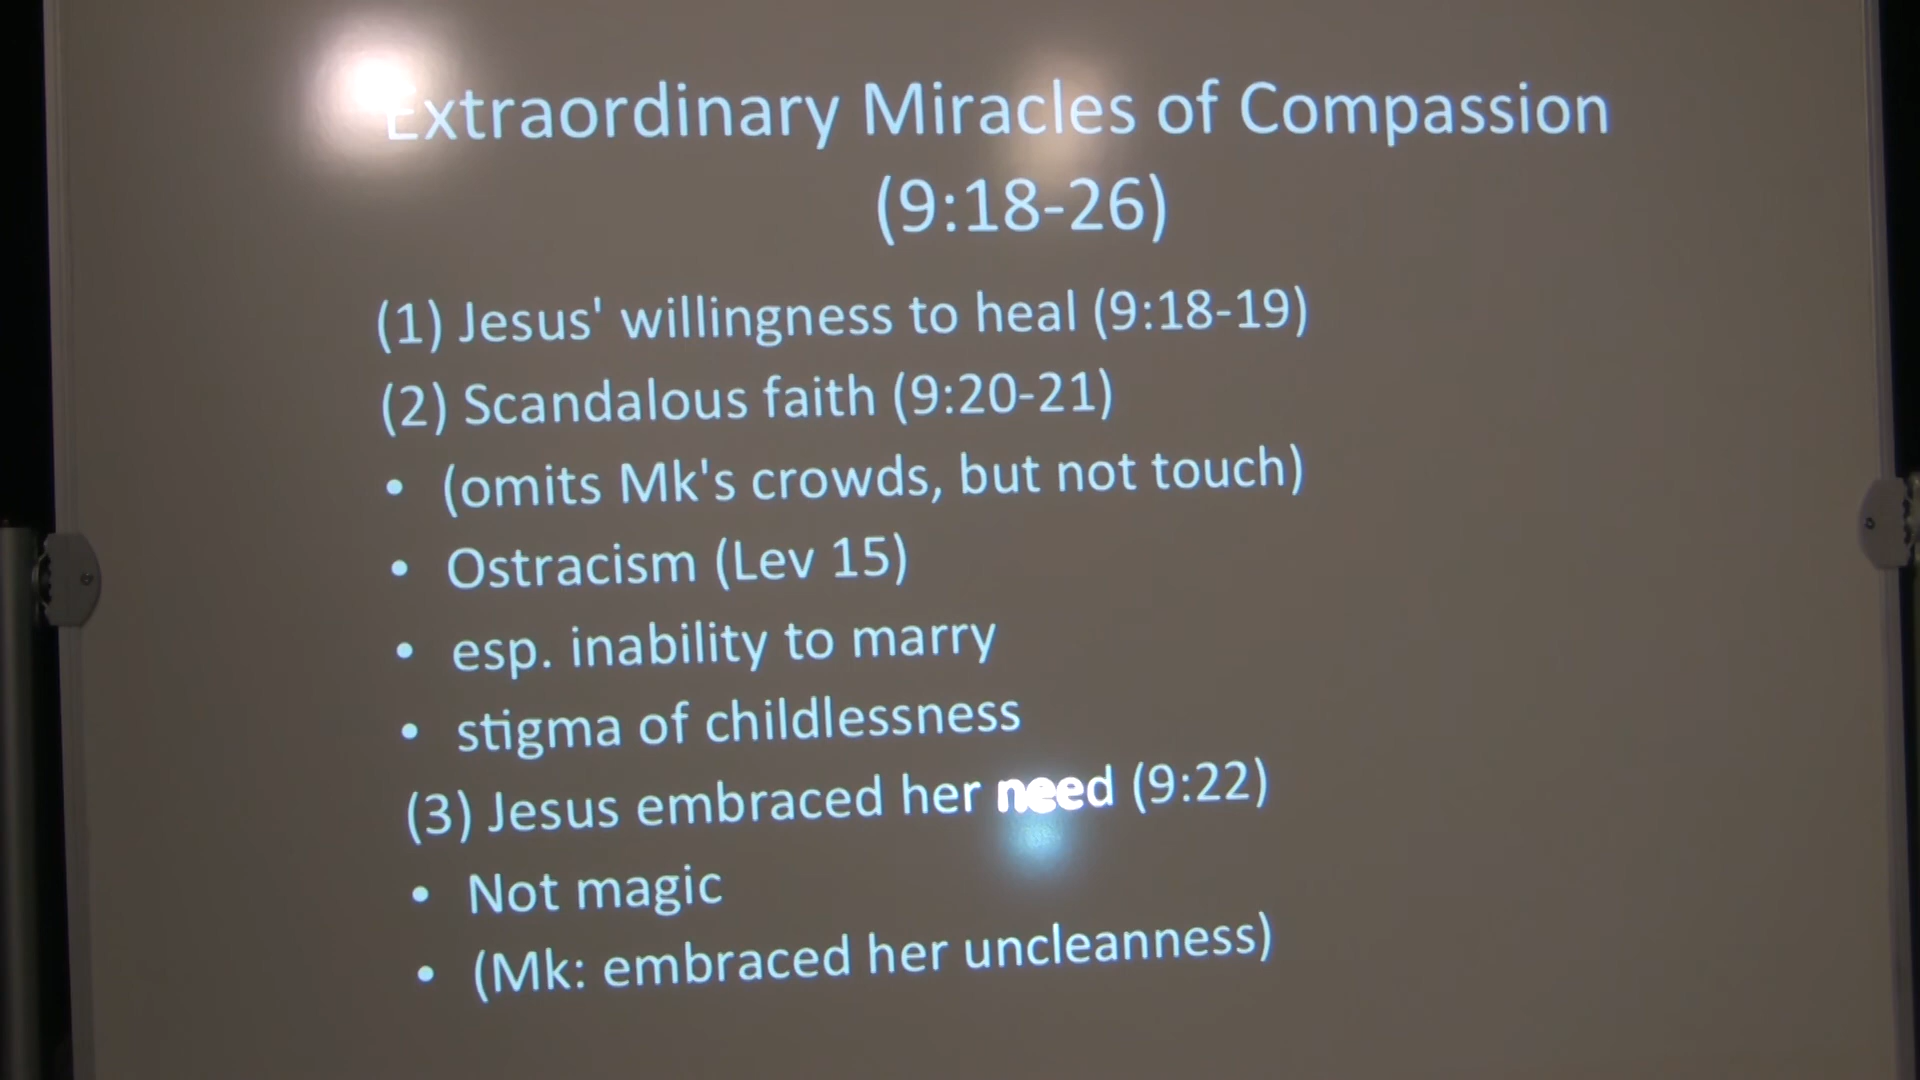 Extraordinary Miracles of Compassion
(9:18-26)
(1) Jesus' willingness to heal (9:18-19)
(2) Scandalous faith (9:20-21)
• (omits Mk's crowds, but not touch)
• Ostracism (Lev 15)
• esp. inability to marry
• stigma of childlessness
(3) Jesus embraced her need (9:22)
• Not magic
• (Mk: embraced her uncleanness)